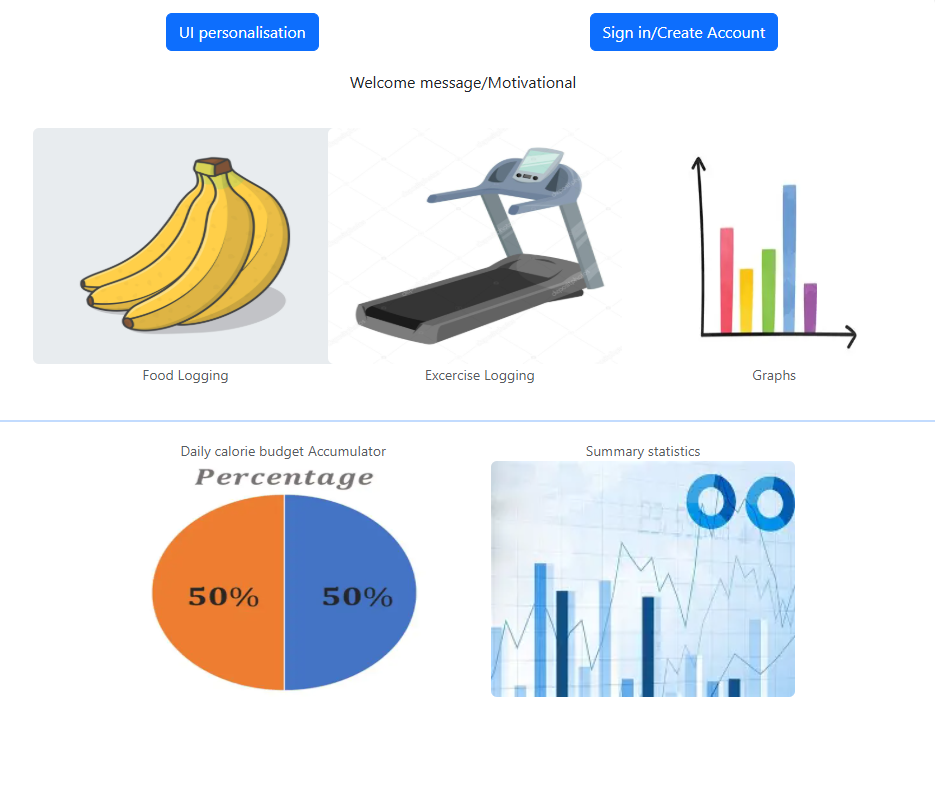 UI personalisation
Sign in/Create Account
Welcome message/Motivational
Food Logging
Excercise Logging
Graphs
Daily calorie budget Accumulator
Summary statistics
Percentage
50%
50%